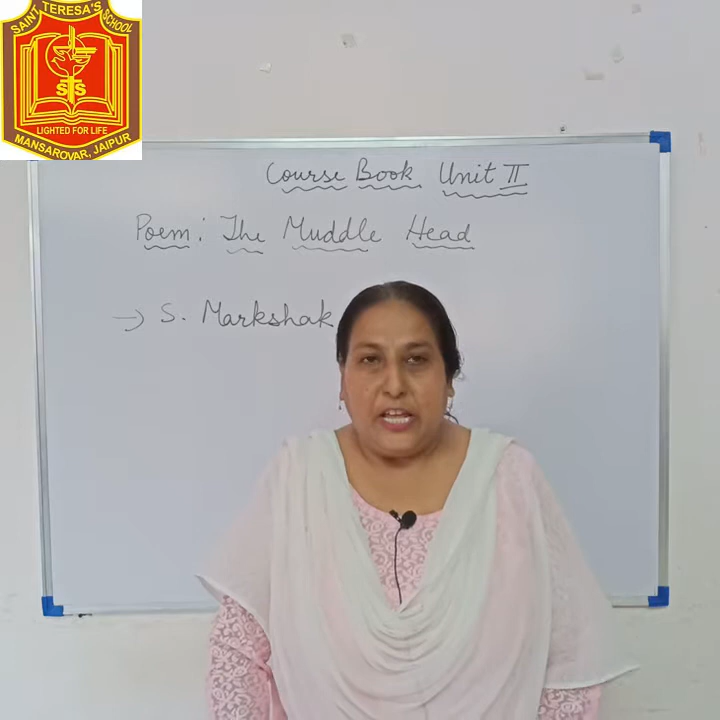 SAINT TERESA'S SCHOOL
STS
LIGHTED FOR LIFE
MANSAROVAR, JAIPUR
Course Book Unit II
Poem: The Muddle Head
→ S. Markshak